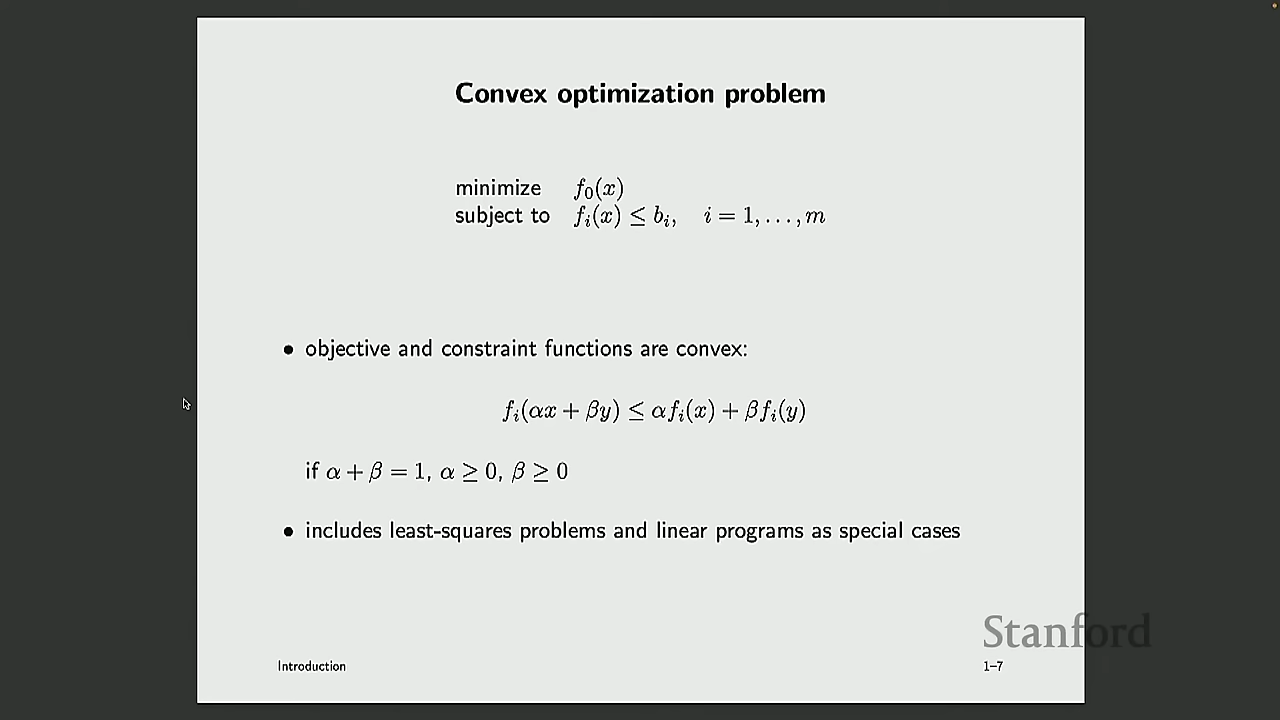 Convex optimization problem
minimize f₀(x)
subject to fᵢ(x) ≤ bᵢ, i = 1, . . . , m
• objective and constraint functions are convex:
fᵢ(αx + βy) ≤ αfᵢ(x) + βfᵢ(y)
if α + β = 1, α ≥ 0, β ≥ 0
• includes least-squares problems and linear programs as special cases
Stanford
Introduction 1–7